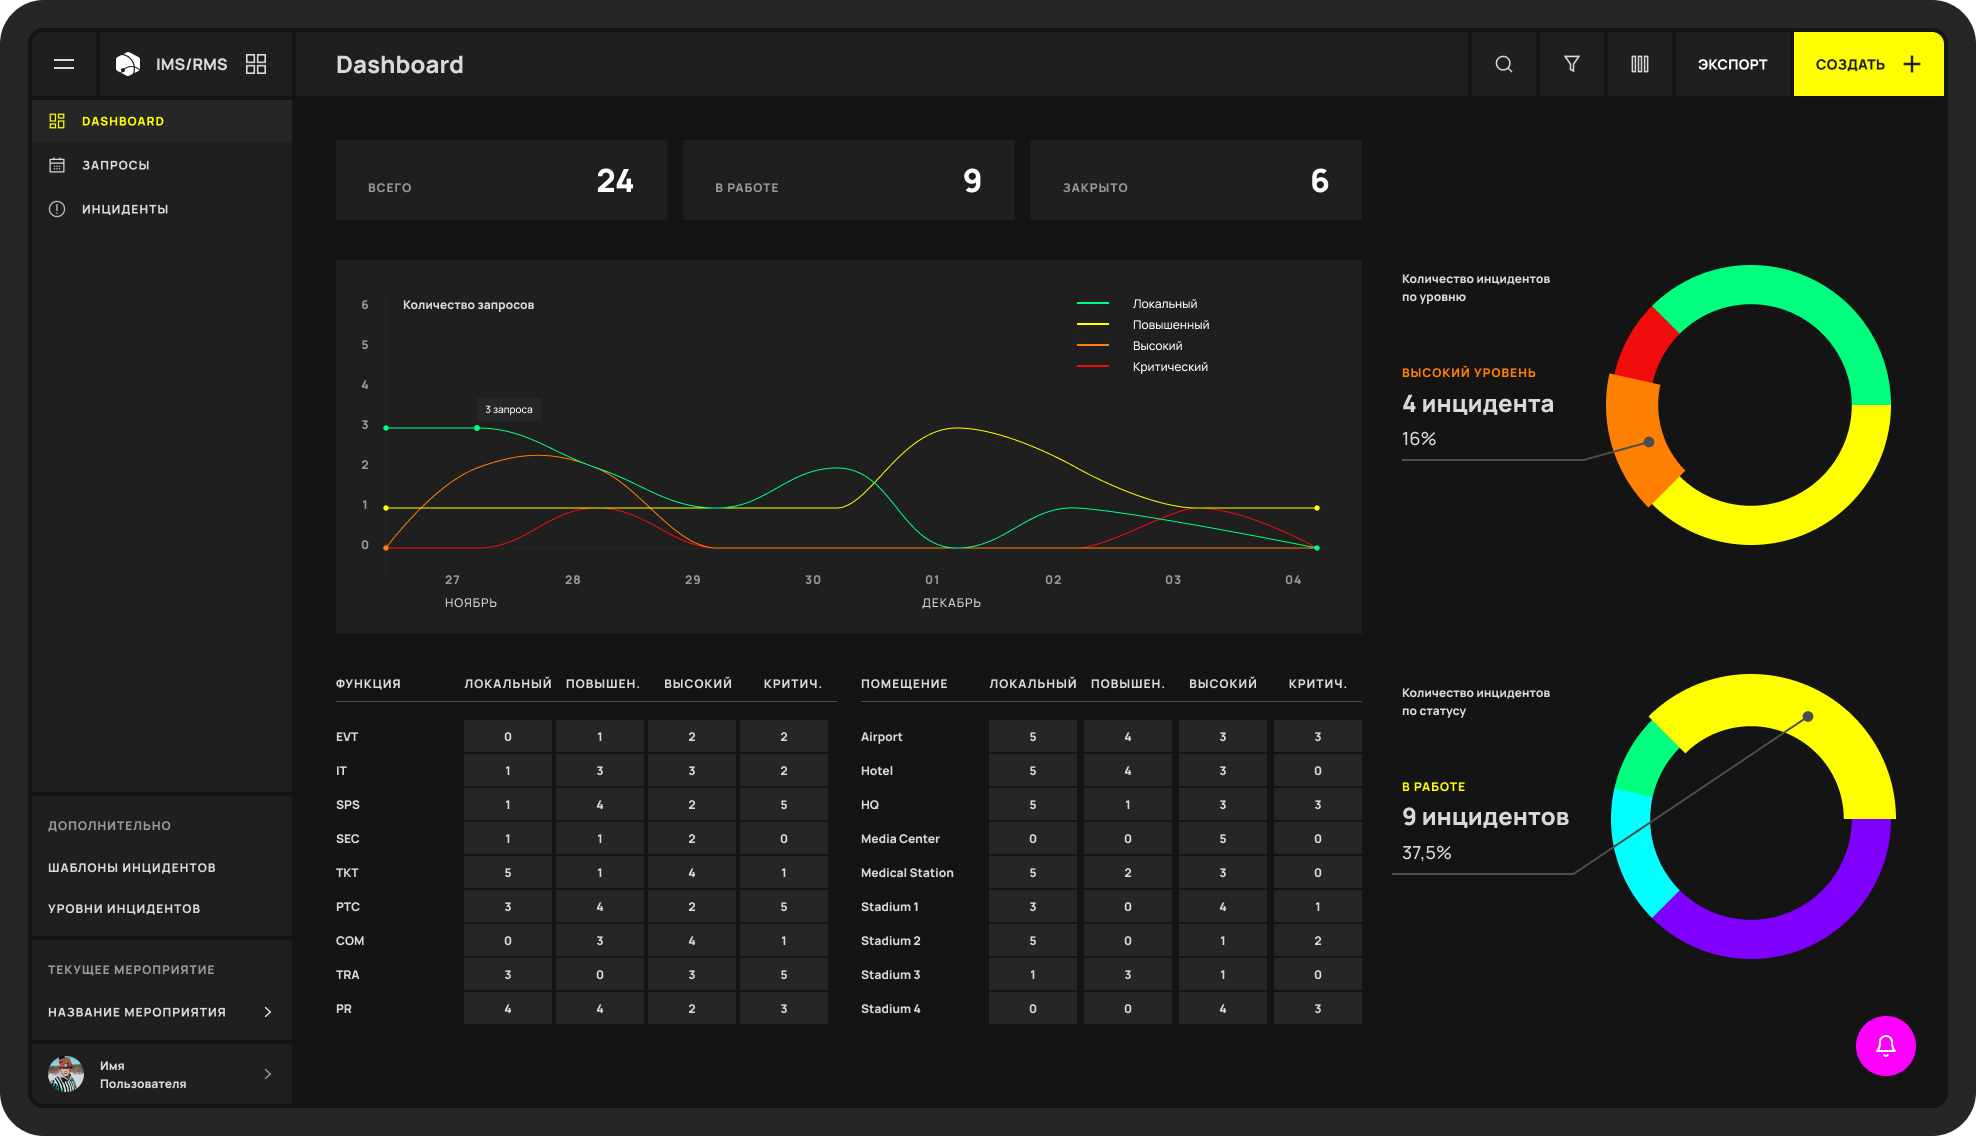 IMS/RMS
Dashboard
ЭКСПОРТ
СОЗДАТЬ
DASHBOARD
ЗАПРОСЫ
ИНЦИДЕНТЫ
ДОПОЛНИТЕЛЬНО
ШАБЛОНЫ ИНЦИДЕНТОВ
УРОВНИ ИНЦИДЕНТОВ
ТЕКУЩЕЕ МЕРОПРИЯТИЕ
НАЗВАНИЕ МЕРОПРИЯТИЯ
Имя
Пользователя
ВСЕГО 24
В РАБОТЕ 9
ЗАКРЫТО 6
Количество запросов
Локальный
Повышенный
Высокий
Критический
6
5
4
3
2
1
0
3 запроса
27 28 29 30 01 02 03 04
НОЯБРЬ ДЕКАБРЬ
ФУНКЦИЯ ЛОКАЛЬНЫЙ ПОВЫШЕН. ВЫСОКИЙ КРИТИЧ.
EVT 0 1 2 2
IT 1 3 3 2
SPS 1 4 2 5
SEC 1 1 2 0
TKT 5 1 4 1
PTC 3 4 2 5
COM 0 3 4 1
TRA 3 0 3 5
PR 4 4 2 3
ПОМЕЩЕНИЕ ЛОКАЛЬНЫЙ ПОВЫШЕН. ВЫСОКИЙ КРИТИЧ.
Airport 5 4 3 3
Hotel 5 4 3 0
HQ 5 1 3 3
Media Center 0 0 5 0
Medical Station 5 2 3 0
Stadium 1 3 0 4 1
Stadium 2 5 0 1 2
Stadium 3 1 3 1 0
Stadium 4 0 0 4 3
Количество инцидентов
по уровню
ВЫСОКИЙ УРОВЕНЬ
4 инцидента
16%
Количество инцидентов
по статусу
В РАБОТЕ
9 инцидентов
37,5%